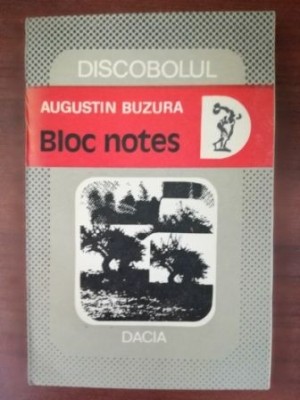 DISCOBOLUL
AUGUSTIN BUZURA
Bloc notes
D
DACIA